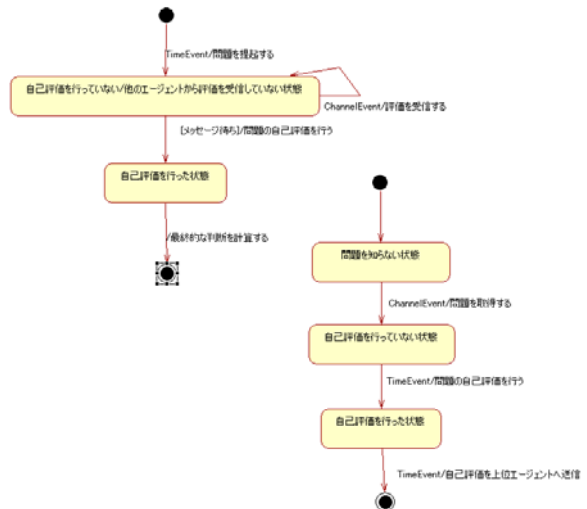 TimeEvent/問題を提起する
自己評価を行っていない/他のエージェントから評価を受信していない状態
ChannelEvent/評価を受信する
[メッセージ待ち]/問題の自己評価を行う
自己評価を行った状態
/最終的な判断を計算する
問題を知らない状態
ChannelEvent/問題を取得する
自己評価を行っていない状態
TimeEvent/問題の自己評価を行う
自己評価を行った状態
TimeEvent/自己評価を上位エージェントへ送信